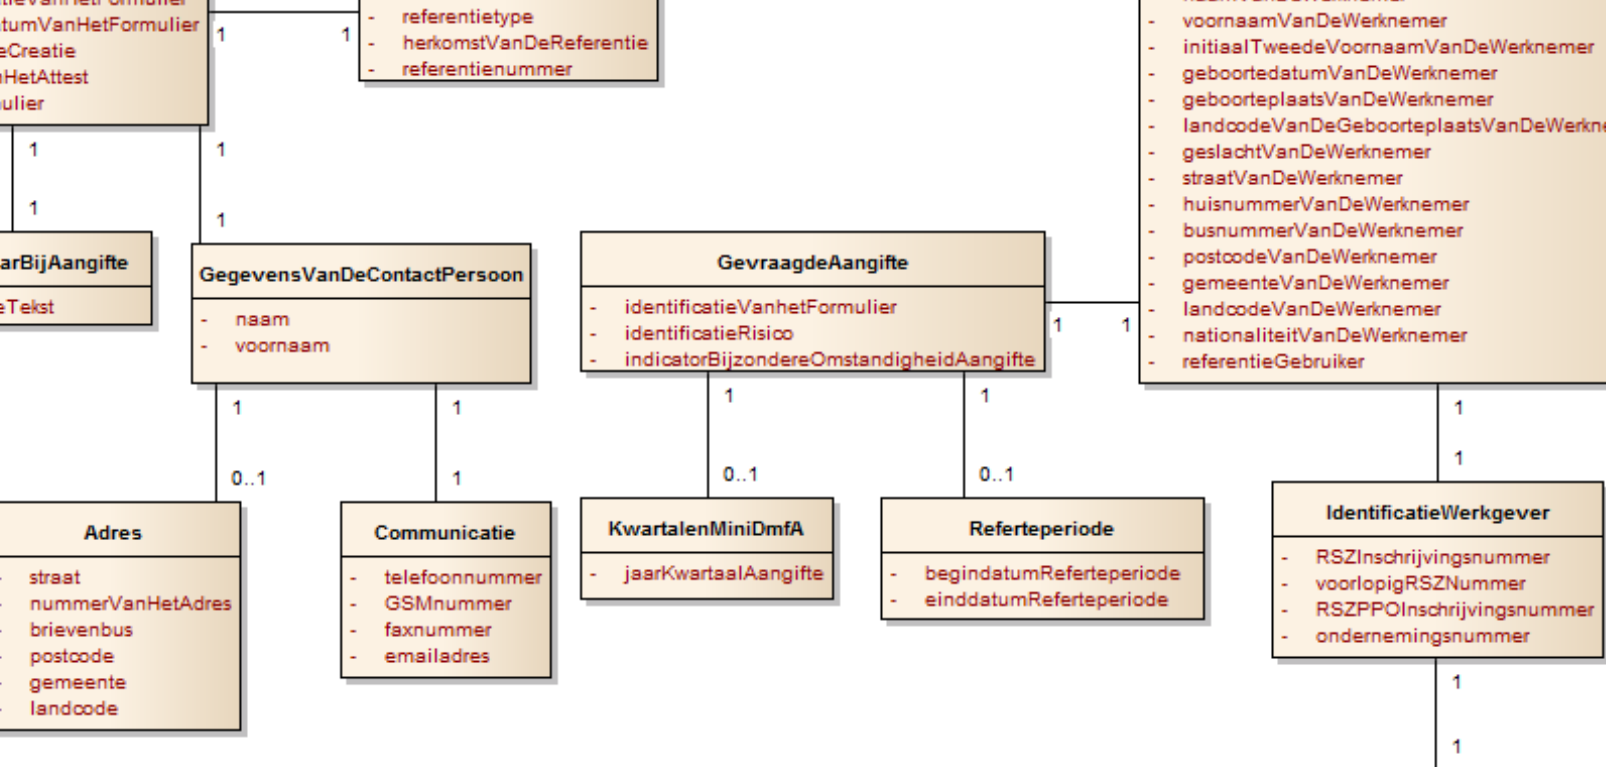 tumVanHetFormulier
eCreatie
nHetAttest
ulier
1
1
- referentietype
- herkomstVanDeReferentie
- referentienummer
- voornaamVanDeWerknemer
- initiaalTweedeVoornaamVanDeWerknemer
- geboortedatumVanDeWerknemer
- geboorteplaatsVanDeWerknemer
- landcodeVanDeGeboorteplaatsVanDeWerkne
- geslachtVanDeWerknemer
- straatVanDeWerknemer
- huisnummerVanDeWerknemer
- busnummerVanDeWerknemer
- postcodeVanDeWerknemer
- gemeenteVanDeWerknemer
- landcodeVanDeWerknemer
- nationaliteitVanDeWerknemer
- referentieGebruiker
1
1
1
1
arBijAangifte
eTekst
GegevensVanDeContactPersoon
- naam
- voornaam
GevraagdeAangifte
- identificatieVanhetFormulier
- identificatieRisico
- indicatorBijzondereOmstandigheidAangifte
1
1
1
0..1
1
1
1
0..1
1
0..1
1
1
Adres
- straat
- nummerVanHetAdres
- brievenbus
- postcode
- gemeente
- landcode
Communicatie
- telefoonnummer
- GSMnummer
- faxnummer
- emailadres
KwartalenMiniDmfA
- jaarKwartaalAangifte
Referteperiode
- begindatumReferteperiode
- einddatumReferteperiode
IdentificatieWerkgever
- RSZInschrijvingsnummer
- voorlopigRSZNummer
- RSZPPOInschrijvingsnummer
- ondernemingsnummer
1
1